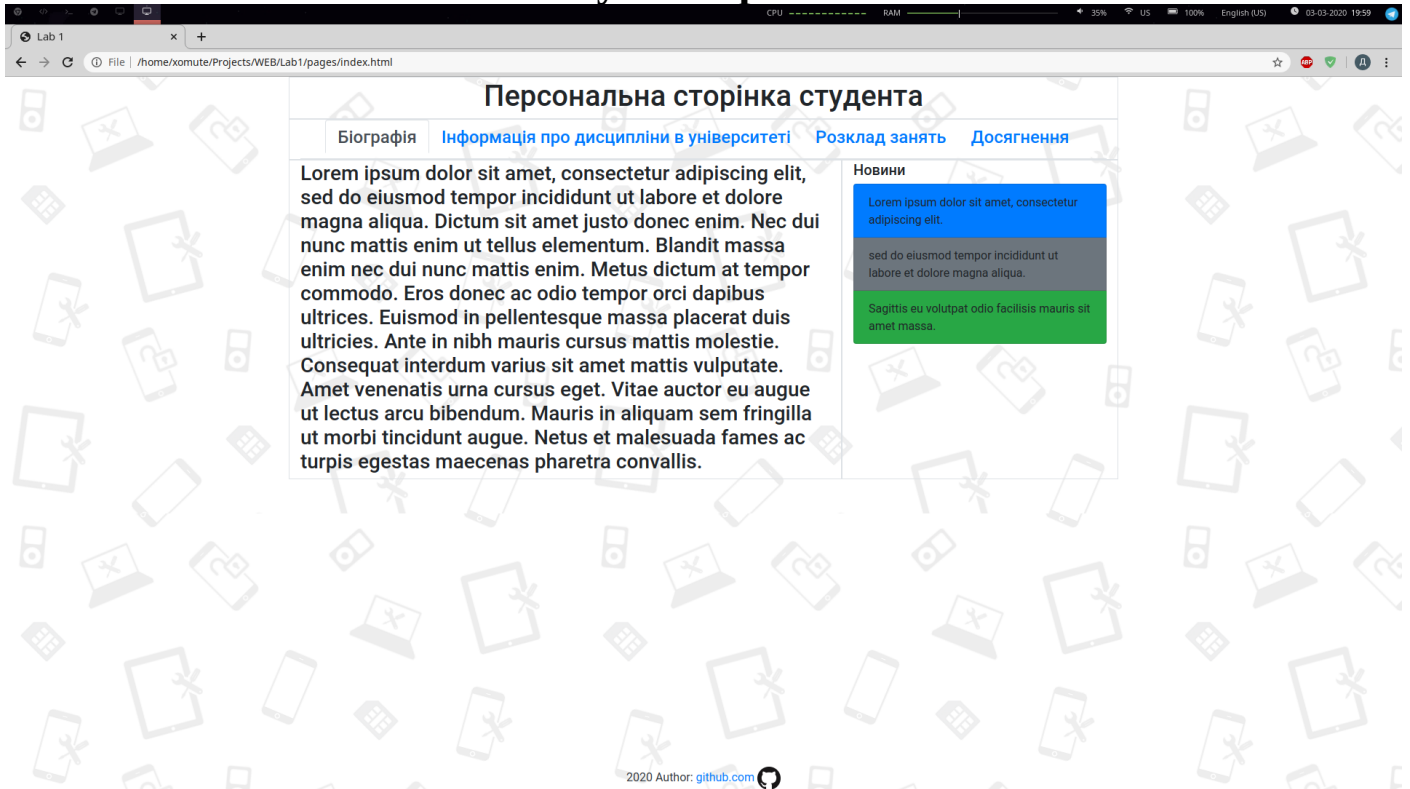 CPU RAM 35% US 100% English (US) 03-03-2020 19:59
Lab 1
File /home/xomute/Projects/WEB/Lab1/pages/index.html ABP Д
Персональна сторінка студента
Біографія Інформація про дисципліни в університеті Розклад занять Досягнення
Lorem ipsum dolor sit amet, consectetur adipiscing elit,
sed do eiusmod tempor incididunt ut labore et dolore
magna aliqua. Dictum sit amet justo donec enim. Nec dui
nunc mattis enim ut tellus elementum. Blandit massa
enim nec dui nunc mattis enim. Metus dictum at tempor
commodo. Eros donec ac odio tempor orci dapibus
ultrices. Euismod in pellentesque massa placerat duis
ultricies. Ante in nibh mauris cursus mattis molestie.
Consequat interdum varius sit amet mattis vulputate.
Amet venenatis urna cursus eget. Vitae auctor eu augue
ut lectus arcu bibendum. Mauris in aliquam sem fringilla
ut morbi tincidunt augue. Netus et malesuada fames ac
turpis egestas maecenas pharetra convallis.
Новини
Lorem ipsum dolor sit amet, consectetur
adipiscing elit.
sed do eiusmod tempor incididunt ut
labore et dolore magna aliqua.
Sagittis eu volutpat odio facilisis mauris sit
amet massa.
2020 Author: github.com